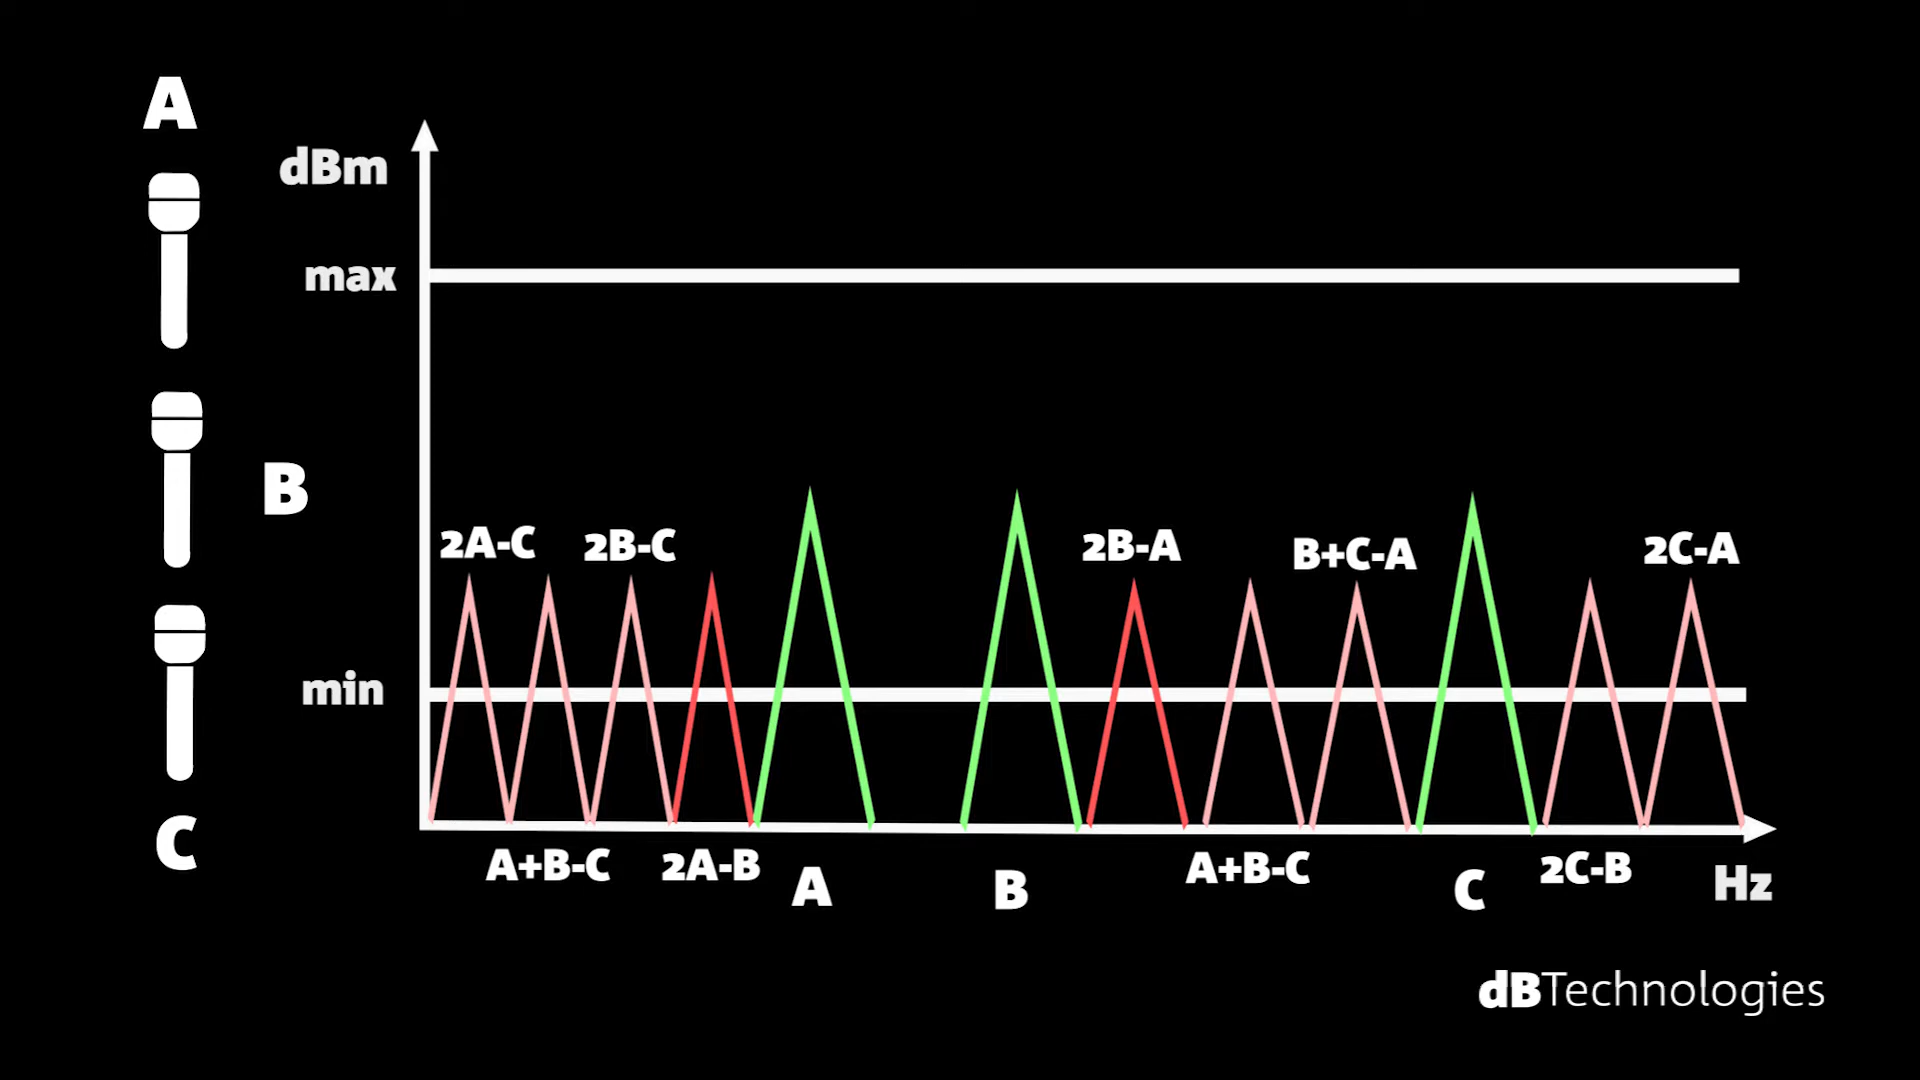 A
dBm
max
B
2A-C
2B-C
2B-A
B+C-A
2C-A
min
C
A+B-C
2A-B
A
B
A+B-C
C
2C-B
Hz
dBTechnologies